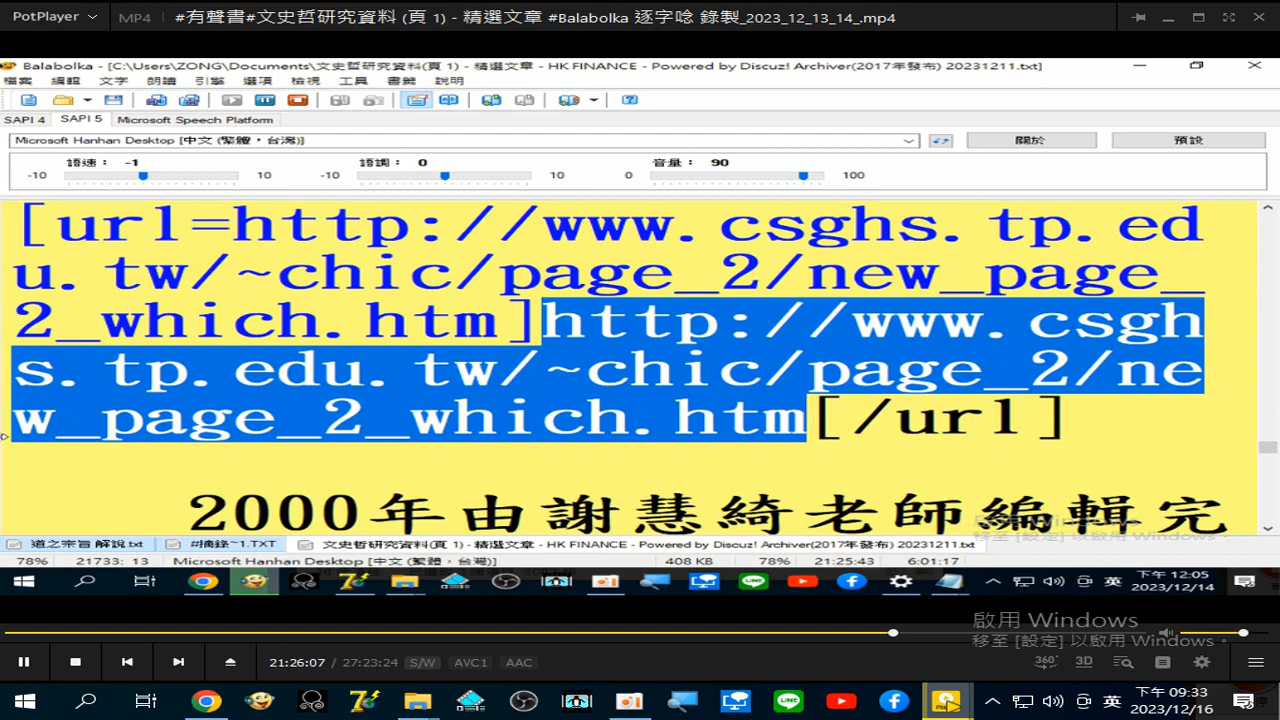 PotPlayer MP4 #有聲書#文史哲研究資料 (頁 1) - 精選文章 #Balabolka 逐字唸 錄製_2023_12_13_14_.mp4
Balabolka - [C:\Users\ZONG\Documents\文史哲研究資料(頁 1) - 精選文章 - HK FINANCE - Powered by Discuz! Archiver(2017年發布) 20231211.txt]
檔案 編輯 文字 朗讀 引擎 選項 檢視 工具 書籤 說明
SAPI 4 SAPI 5 Microsoft Speech Platform
Microsoft Hanhan Desktop [中文 (繁體，台灣)] 關於 預設
語速： -1 語調： 0 音量： 90
-10 10 -10 10 0 100
[url=http://www.csghs.tp.ed
u.tw/~chic/page_2/new_page_
2_which.htm]http://www.csgh
s.tp.edu.tw/~chic/page_2/ne
w_page_2_which.htm[/url]
2000年由謝慧綺老師編輯完
道之宗旨 解說.txt #摘錄~1.TXT 文史哲研究資料(頁 1) - 精選文章 - HK FINANCE - Powered by Discuz! Archiver(2017年發布) 20231211.txt
78% 21733: 13 Microsoft Hanhan Desktop [中文 (繁體，台灣)] 408 KB 78% 21:25:43 6:01:17
英 下午 12:05
2023/12/14
啟用 Windows
移至 [設定] 以啟用 Windows。
21:26:07 / 27:23:24 S/W AVC1 AAC 360° 3D
英 下午 09:33
2023/12/16